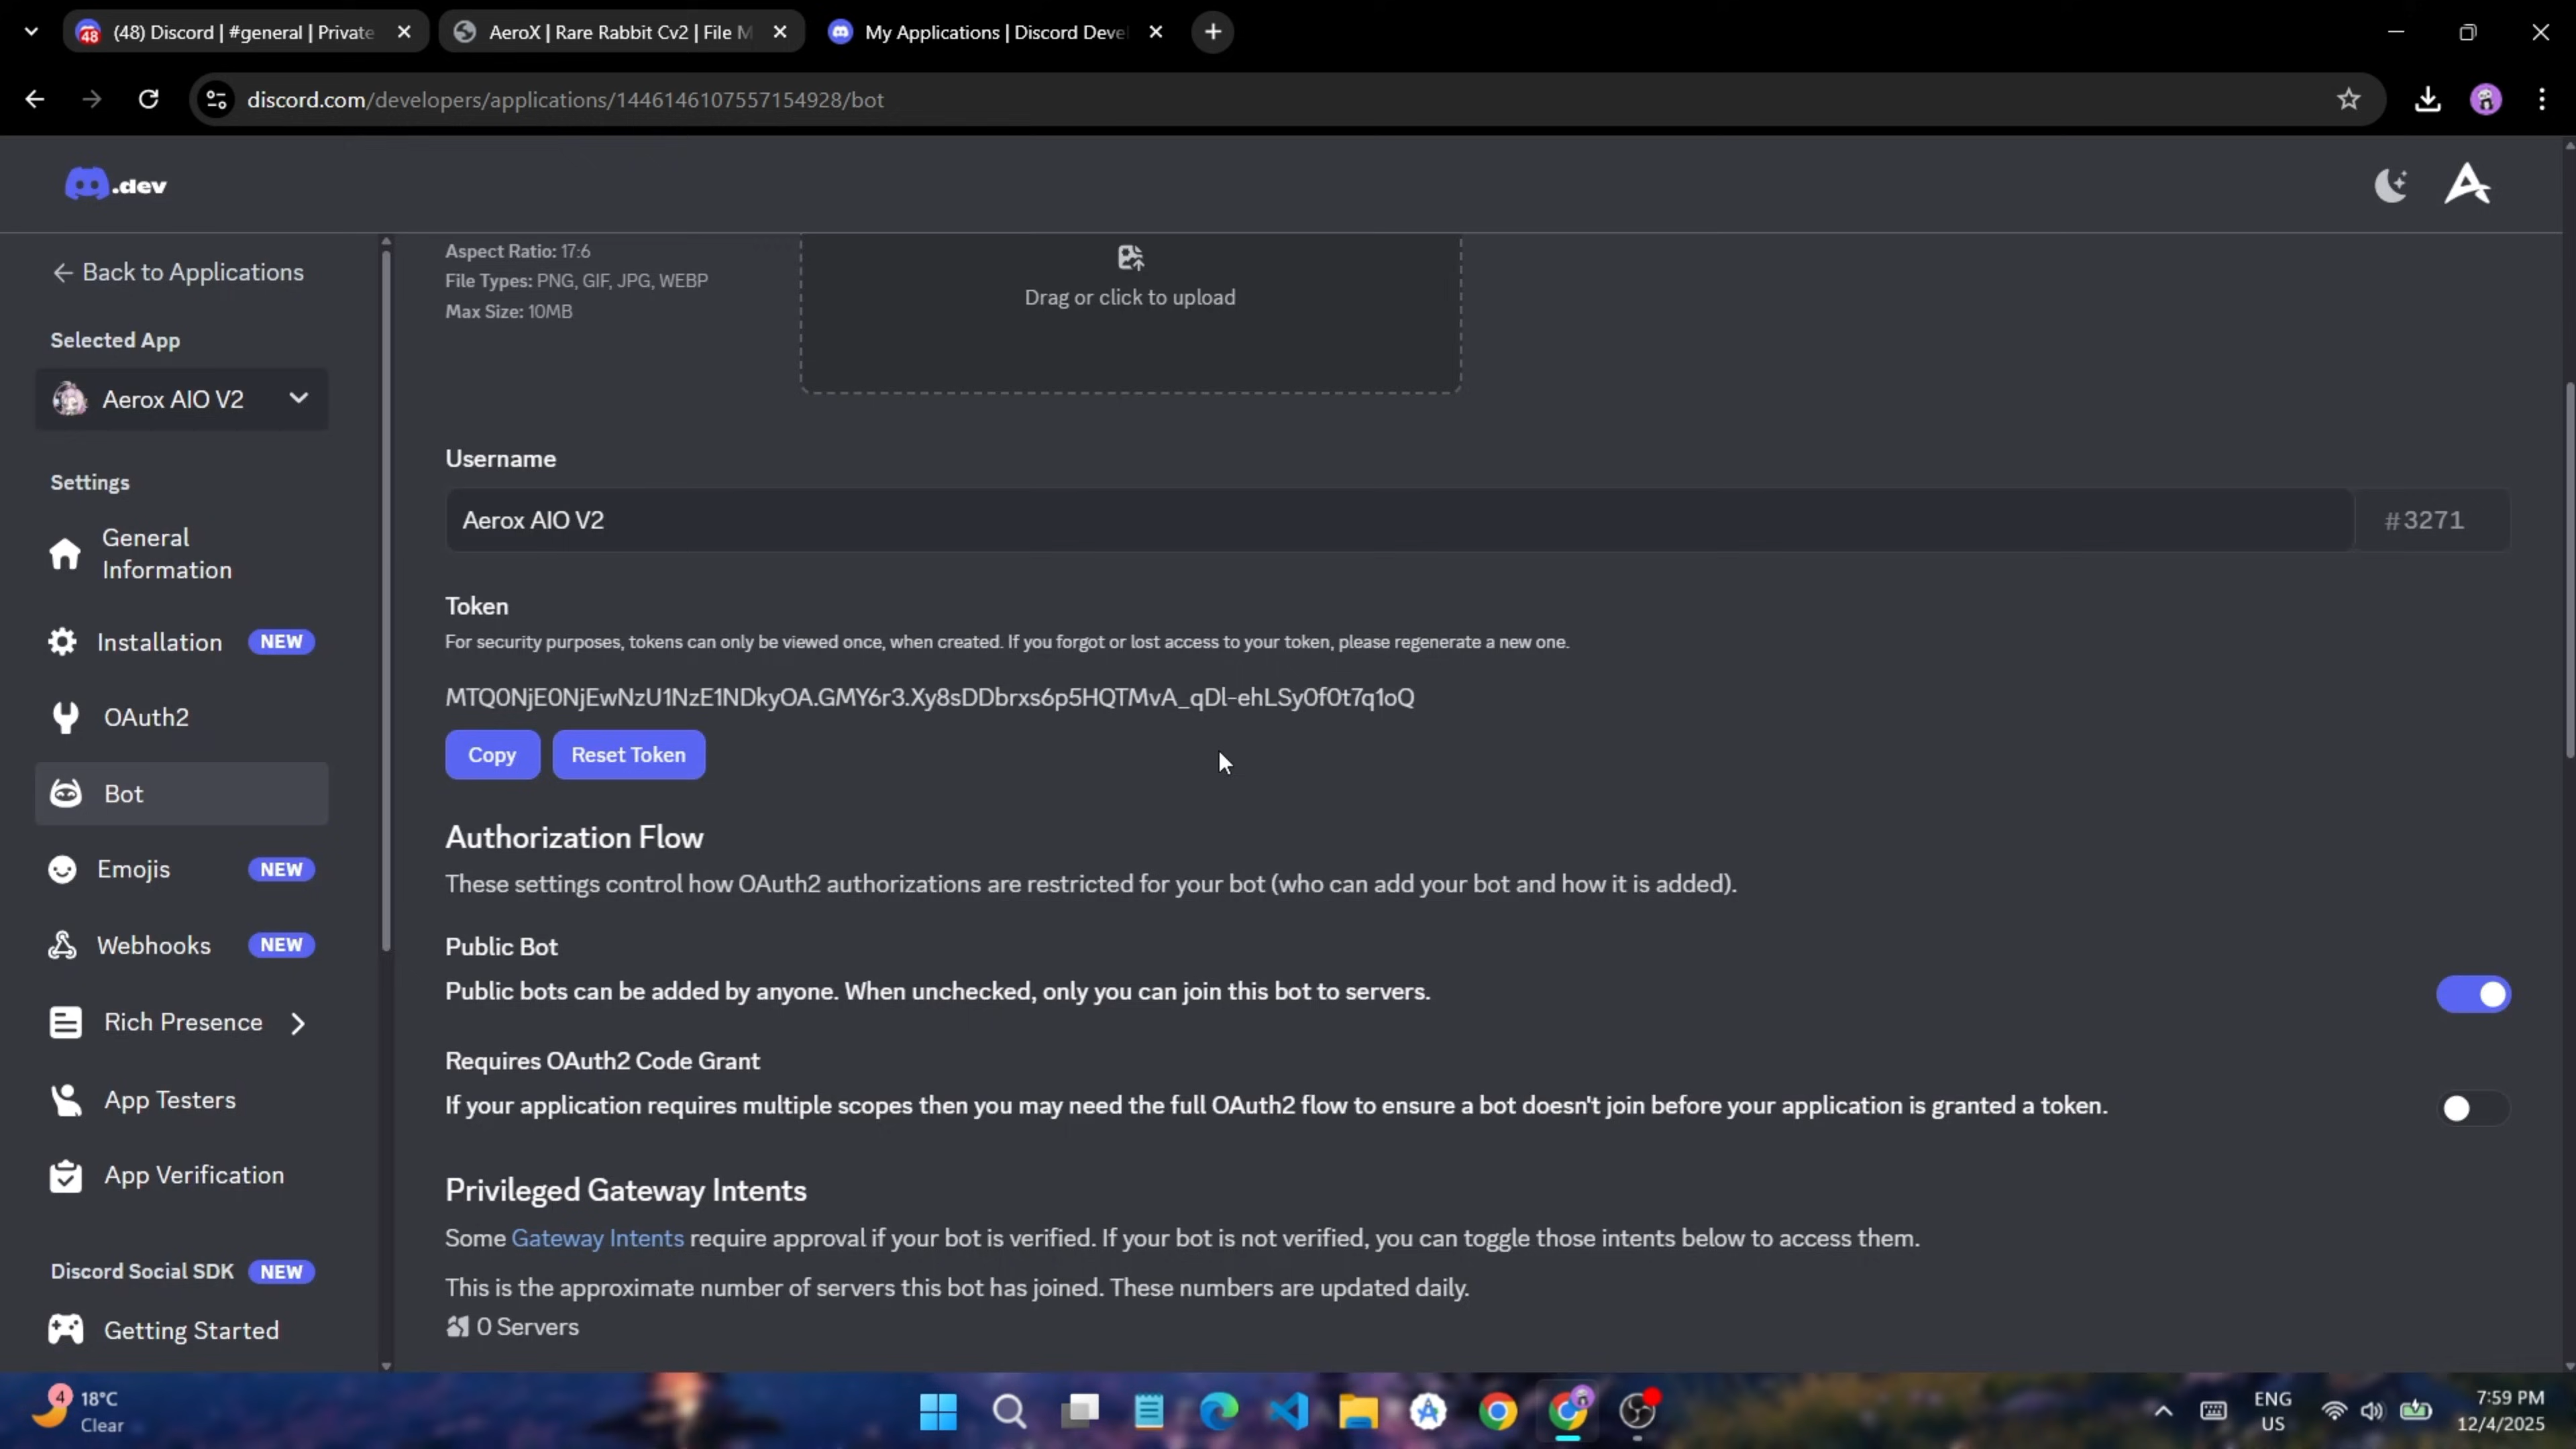 (48) Discord | #general | Private
AeroX | Rare Rabbit Cv2 | File M
My Applications | Discord Deve
discord.com/developers/applications/1446146107557154928/bot
.dev
Back to Applications
Selected App
Aerox AIO V2
Settings
General
Information
Installation NEW
OAuth2
Bot
Emojis NEW
Webhooks NEW
Rich Presence
App Testers
App Verification
Discord Social SDK NEW
Getting Started
Aspect Ratio: 17:6
File Types: PNG, GIF, JPG, WEBP
Max Size: 10MB
Drag or click to upload
Username
Aerox AIO V2 #3271
Token
For security purposes, tokens can only be viewed once, when created. If you forgot or lost access to your token, please regenerate a new one.
MTQ0NjE0NjEwNzU1NzE1NDkyOA.GMY6r3.Xy8sDDbrxs6p5HQTMvA_qDl-ehLSy0f0t7q1oQ
Copy Reset Token
Authorization Flow
These settings control how OAuth2 authorizations are restricted for your bot (who can add your bot and how it is added).
Public Bot
Public bots can be added by anyone. When unchecked, only you can join this bot to servers.
Requires OAuth2 Code Grant
If your application requires multiple scopes then you may need the full OAuth2 flow to ensure a bot doesn't join before your application is granted a token.
Privileged Gateway Intents
Some Gateway Intents require approval if your bot is verified. If your bot is not verified, you can toggle those intents below to access them.
This is the approximate number of servers this bot has joined. These numbers are updated daily.
0 Servers
4
18°C
Clear
ENG
US
7:59 PM
12/4/2025